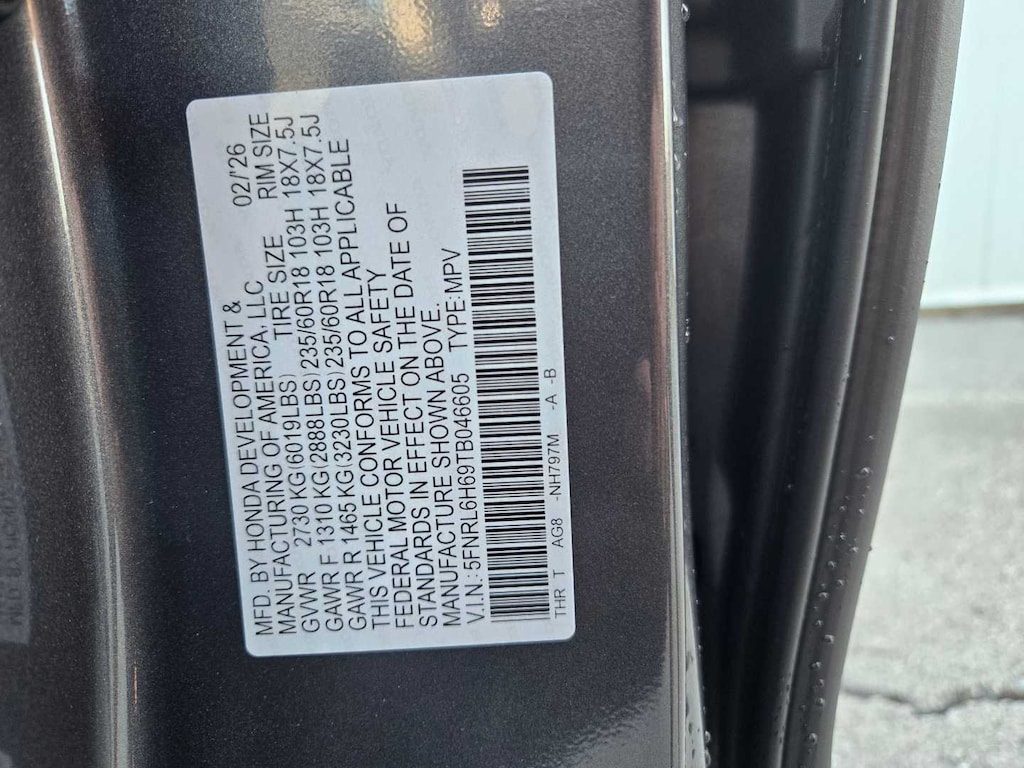 MFD. BY HONDA DEVELOPMENT &
MANUFACTURING OF AMERICA, LLC 02/'26
TIRE SIZE RIM SIZE
GVWR 2730 KG(6019LBS)
GAWR F 1310 KG(2888LBS) 235/60R18 103H 18X7.5J
GAWR R 1465 KG(3230LBS) 235/60R18 103H 18X7.5J
THIS VEHICLE CONFORMS TO ALL APPLICABLE
FEDERAL MOTOR VEHICLE SAFETY
STANDARDS IN EFFECT ON THE DATE OF
MANUFACTURE SHOWN ABOVE.
V.I.N.:5FNRL6H69TB046605 TYPE:MPV
THR T AG8 -NH797M -A -B